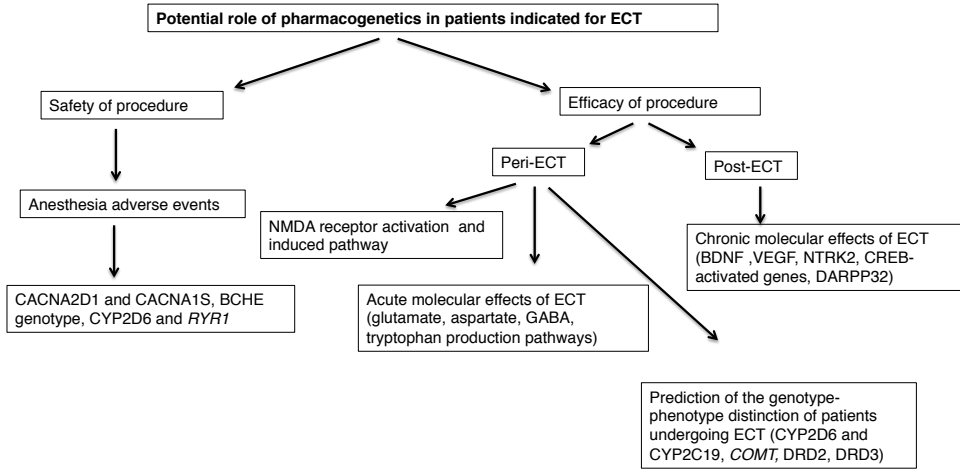 Potential role of pharmacogenetics in patients indicated for ECT
Safety of procedure
Efficacy of procedure
Peri-ECT
Post-ECT
Anesthesia adverse events
NMDA receptor activation and
induced pathway
Chronic molecular effects of ECT
(BDNF ,VEGF, NTRK2, CREB-
activated genes, DARPP32)
CACNA2D1 and CACNA1S, BCHE
genotype, CYP2D6 and RYR1
Acute molecular effects of ECT
(glutamate, aspartate, GABA,
tryptophan production pathways)
Prediction of the genotype-
phenotype distinction of patients
undergoing ECT (CYP2D6 and
CYP2C19, COMT, DRD2, DRD3)